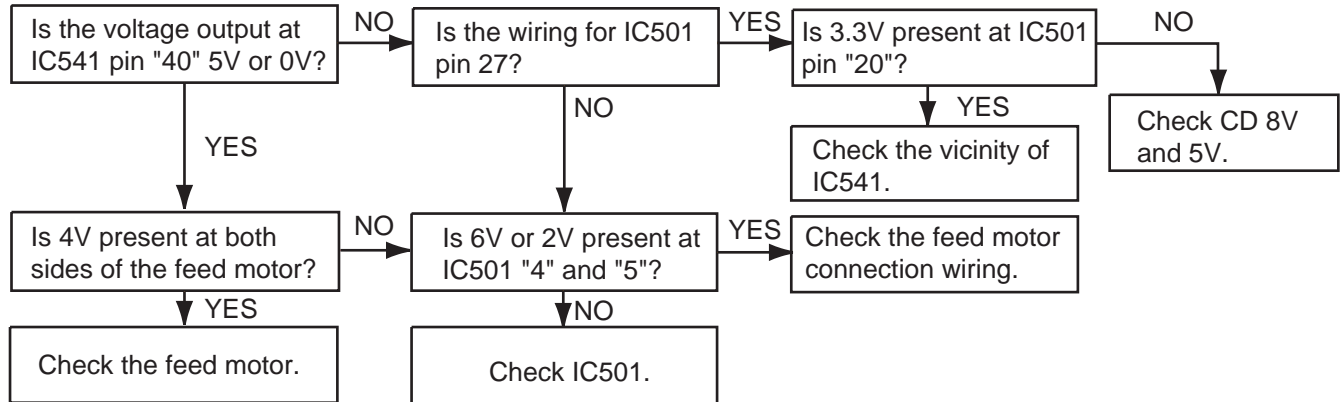 Is the voltage output at
IC541 pin "40" 5V or 0V?
NO
Is the wiring for IC501
pin 27?
YES
Is 3.3V present at IC501
pin "20"?
NO
YES
NO
YES
Check the vicinity of
IC541.
Check CD 8V
and 5V.
Is 4V present at both
sides of the feed motor?
NO
Is 6V or 2V present at
IC501 "4" and "5"?
YES
Check the feed motor
connection wiring.
YES
NO
Check the feed motor.
Check IC501.